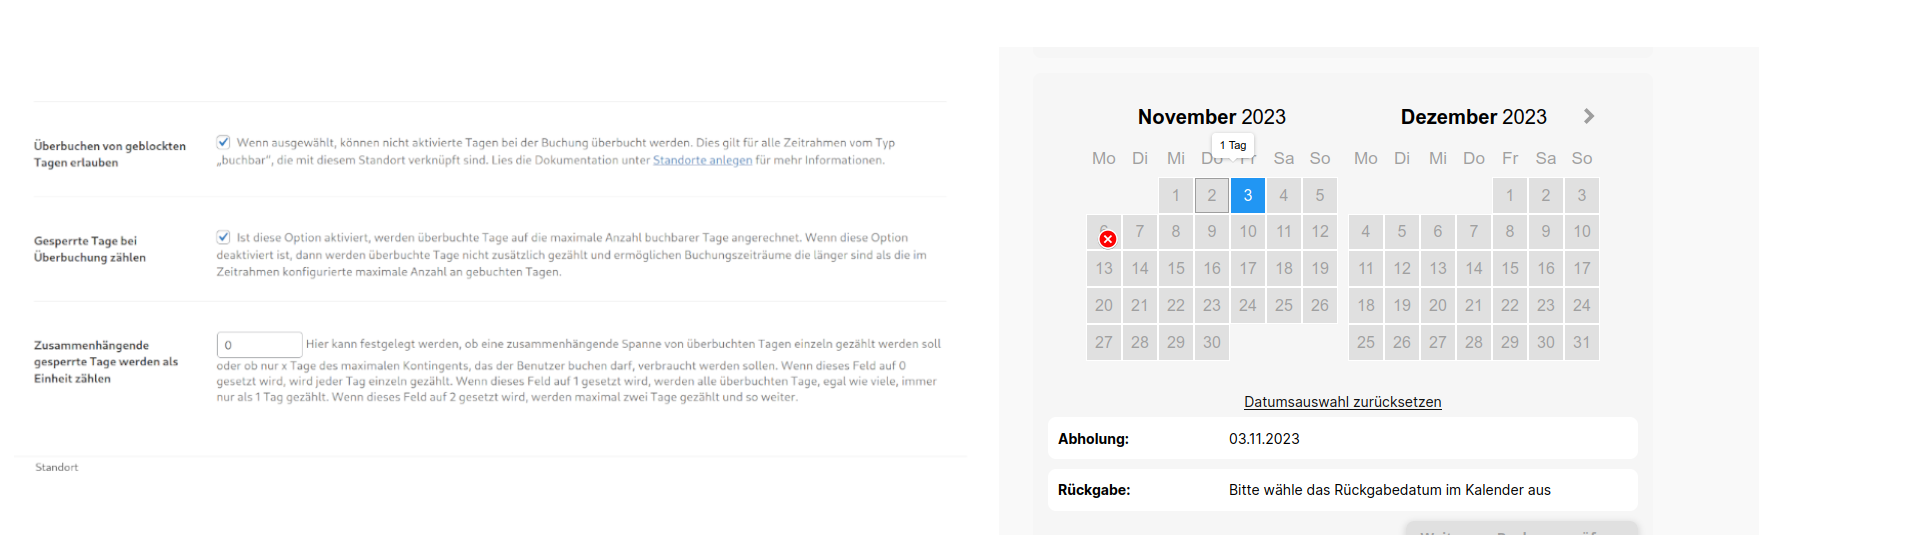 Überbuchen von geblockten
Tagen erlauben
Wenn ausgewählt, können nicht aktivierte Tagen bei der Buchung überbucht werden. Dies gilt für alle Zeitrahmen vom Typ
„buchbar", die mit diesem Standort verknüpft sind. Lies die Dokumentation unter Standorte anlegen für mehr Informationen.
Gesperrte Tage bei
Überbuchung zählen
Ist diese Option aktiviert, werden überbuchte Tage auf die maximale Anzahl buchbarer Tage angerechnet. Wenn diese Option
deaktiviert ist, dann werden überbuchte Tage nicht zusätzlich gezählt und ermöglichen Buchungszeiträume die länger sind als die im
Zeitrahmen konfigurierte maximale Anzahl an gebuchten Tagen.
Zusammenhängende
gesperrte Tage werden als
Einheit zählen
0 Hier kann festgelegt werden, ob eine zusammenhängende Spanne von überbuchten Tagen einzeln gezählt werden soll
oder ob nur x Tage des maximalen Kontingents, das der Benutzer buchen darf, verbraucht werden sollen. Wenn dieses Feld auf 0
gesetzt wird, wird jeder Tag einzeln gezählt. Wenn dieses Feld auf 1 gesetzt wird, werden alle überbuchten Tage, egal wie viele, immer
nur als 1 Tag gezählt. Wenn dieses Feld auf 2 gesetzt wird, werden maximal zwei Tage gezählt und so weiter.
Standort
November 2023
1 Tag
Mo Di Mi Do Fr Sa So
1 2 3 4 5
6 7 8 9 10 11 12
13 14 15 16 17 18 19
20 21 22 23 24 25 26
27 28 29 30
Dezember 2023
Mo Di Mi Do Fr Sa So
1 2 3
4 5 6 7 8 9 10
11 12 13 14 15 16 17
18 19 20 21 22 23 24
25 26 27 28 29 30 31
Datumsauswahl zurücksetzen
Abholung: 03.11.2023
Rückgabe: Bitte wähle das Rückgabedatum im Kalender aus